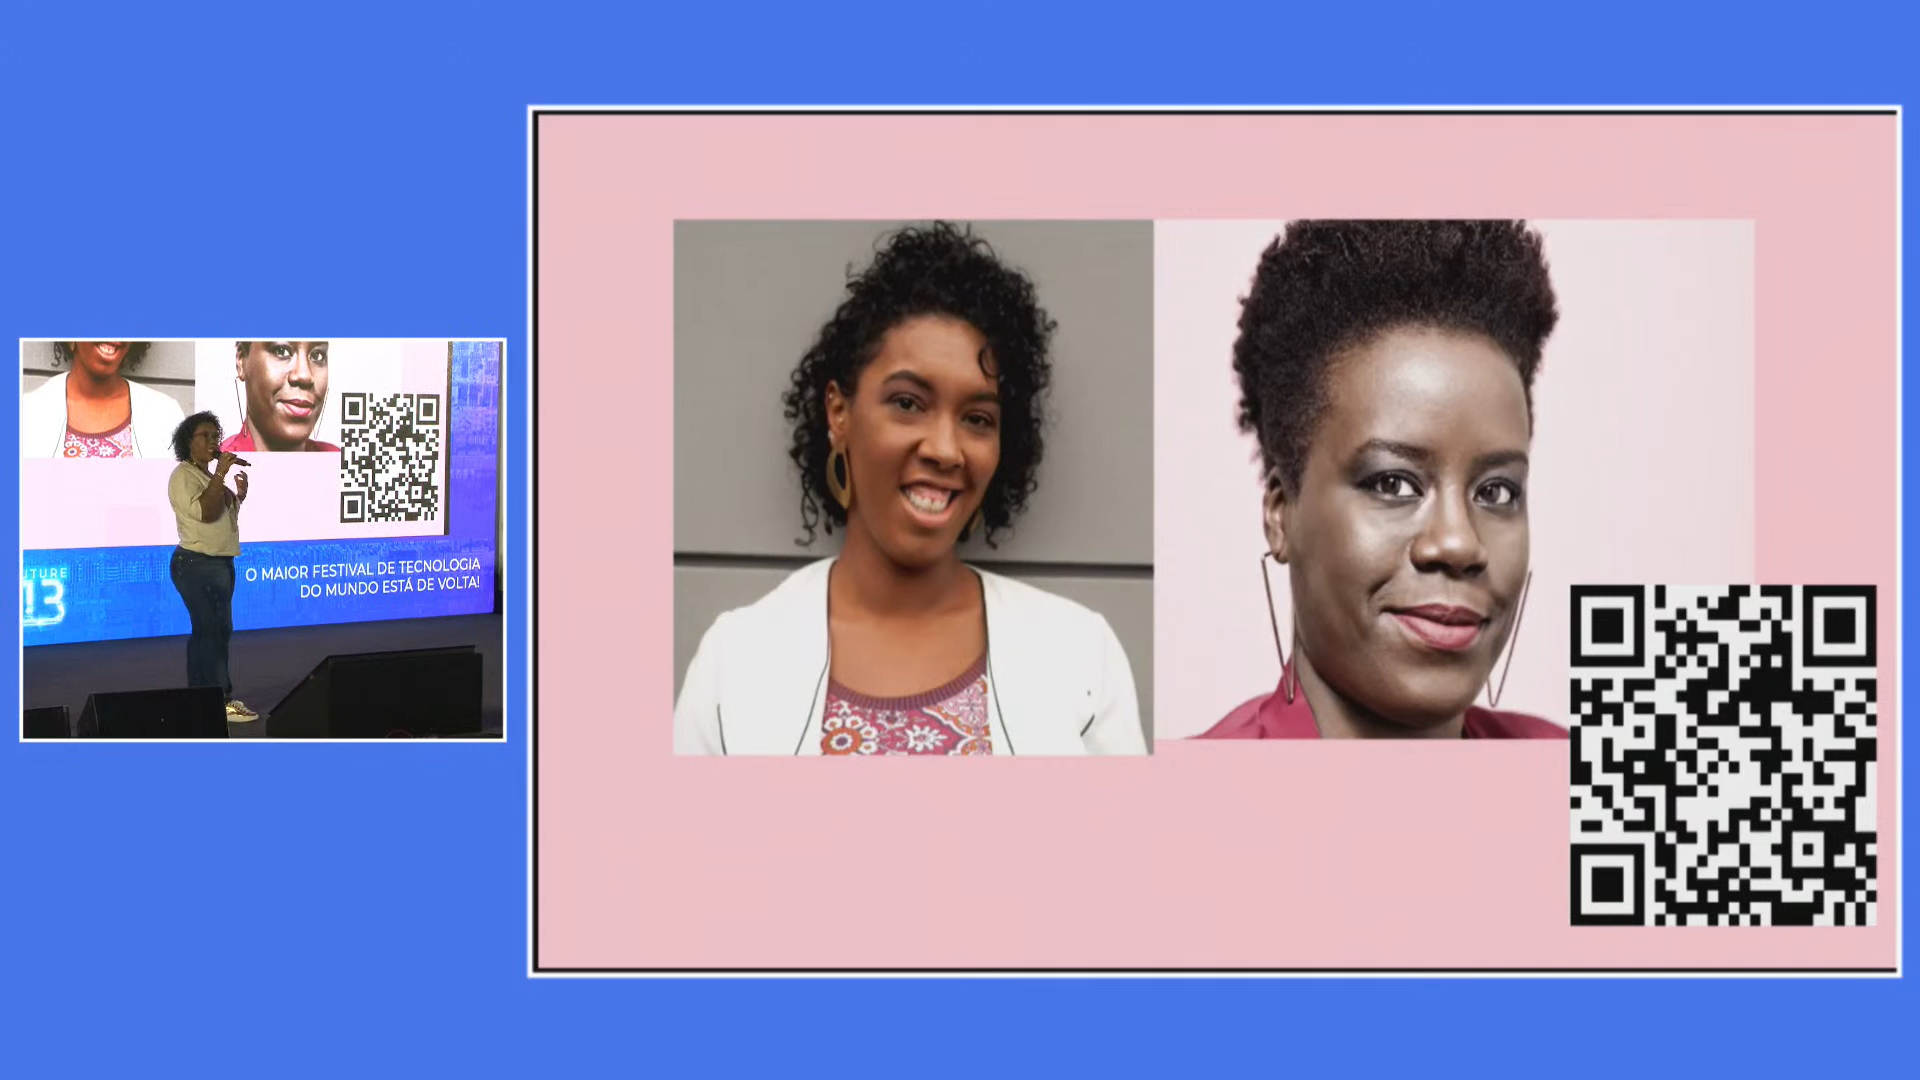 O MAIOR FESTIVAL DE TECNOLOGIA
DO MUNDO ESTÁ DE VOLTA!